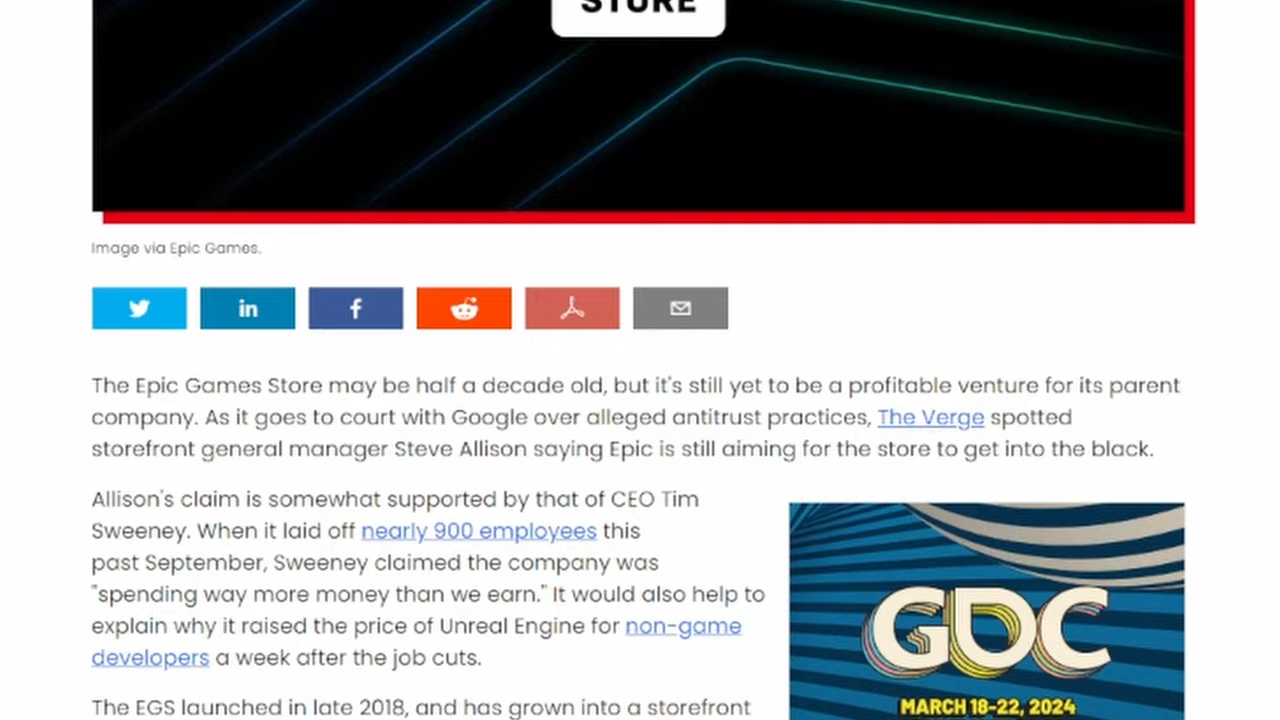 STORE
Image via Epic Games.
in
f
The Epic Games Store may be half a decade old, but it's still yet to be a profitable venture for its parent
company. As it goes to court with Google over alleged antitrust practices, The Verge spotted
storefront general manager Steve Allison saying Epic is still aiming for the store to get into the black.
Allison's claim is somewhat supported by that of CEO Tim
Sweeney. When it laid off nearly 900 employees this
past September, Sweeney claimed the company was
"spending way more money than we earn." It would also help to
explain why it raised the price of Unreal Engine for non-game
developers a week after the job cuts.
The EGS launched in late 2018, and has grown into a storefront
GDC
MARCH 18-22, 2024